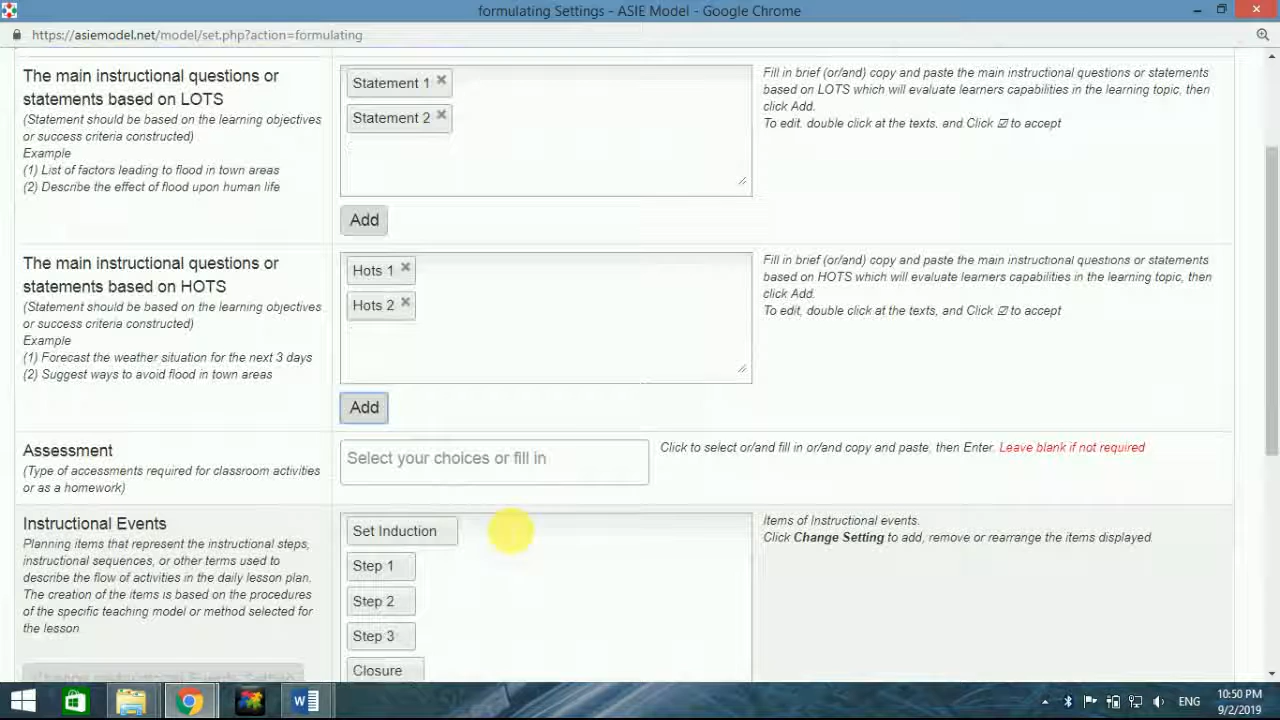 formulating Settings - ASIE Model - Google Chrome
https://asiemodel.net/model/set.php?action=formulating
The main instructional questions or
statements based on LOTS
(Statement should be based on the learning objectives
or success criteria constructed)
Example
(1) List of factors leading to flood in town areas
(2) Describe the effect of flood upon human life
Statement 1 ×
Statement 2 ×
Add
Fill in brief (or/and) copy and paste the main instructional questions or statements
based on LOTS which will evaluate learners capabilities in the learning topic, then
click Add.
To edit, double click at the texts, and Click ☑ to accept
The main instructional questions or
statements based on HOTS
(Statement should be based on the learning objectives
or success criteria constructed)
Example
(1) Forecast the weather situation for the next 3 days
(2) Suggest ways to avoid flood in town areas
Hots 1 ×
Hots 2 ×
Add
Fill in brief (or/and) copy and paste the main instructional questions or statements
based on HOTS which will evaluate learners capabilities in the learning topic, then
click Add.
To edit, double click at the texts, and Click ☑ to accept
Assessment
(Type of accessments required for classroom activities
or as a homework)
Select your choices or fill in
Click to select or/and fill in or/and copy and paste, then Enter. Leave blank if not required
Instructional Events
Planning items that represent the instructional steps,
instructional sequences, or other terms used to
describe the flow of activities in the daily lesson plan.
The creation of the items is based on the procedures
of the specific teaching model or method selected for
the lesson
Set Induction
Step 1
Step 2
Step 3
Closure
Items of Instructional events.
Click Change Setting to add, remove or rearrange the items displayed.
ENG
10:50 PM
9/2/2019